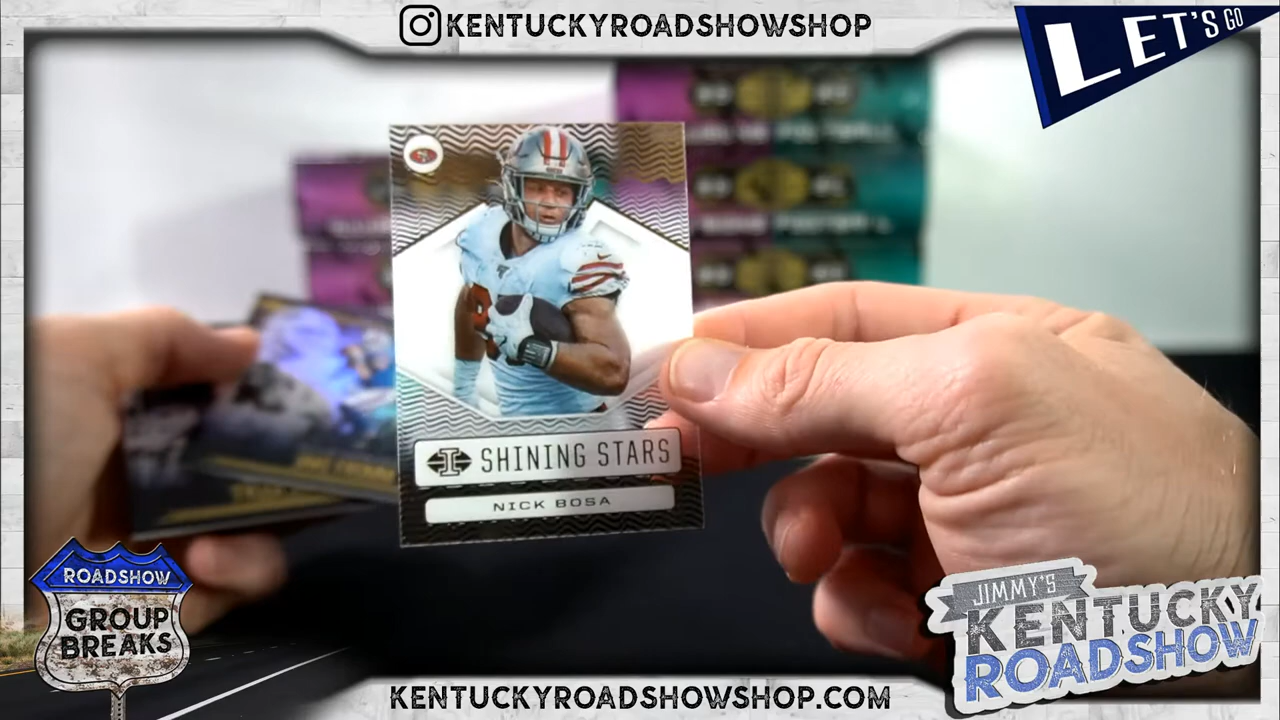 KENTUCKYROADSHOWSHOP
LET'S GO
SHINING STARS
NICK BOSA
ROADSHOW
GROUP
BREAKS
JIMMY'S
KENTUCKY
ROADSHOW
KENTUCKYROADSHOWSHOP.COM